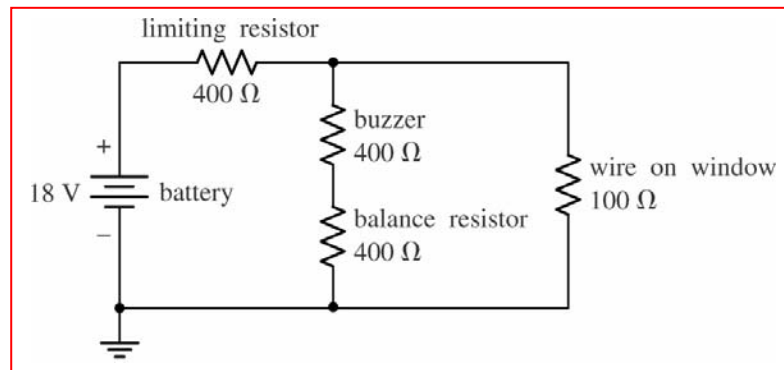 limiting resistor
400 Ω
buzzer
400 Ω
+
18 V
battery
−
wire on window
100 Ω
balance resistor
400 Ω